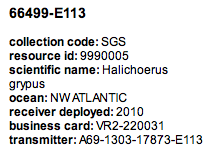 66499-E113
collection code: SGS
resource id: 9990005
scientific name: Halichoerus
grypus
ocean: NW ATLANTIC
receiver deployed: 2010
business card: VR2-220031
transmitter: A69-1303-17873-E113